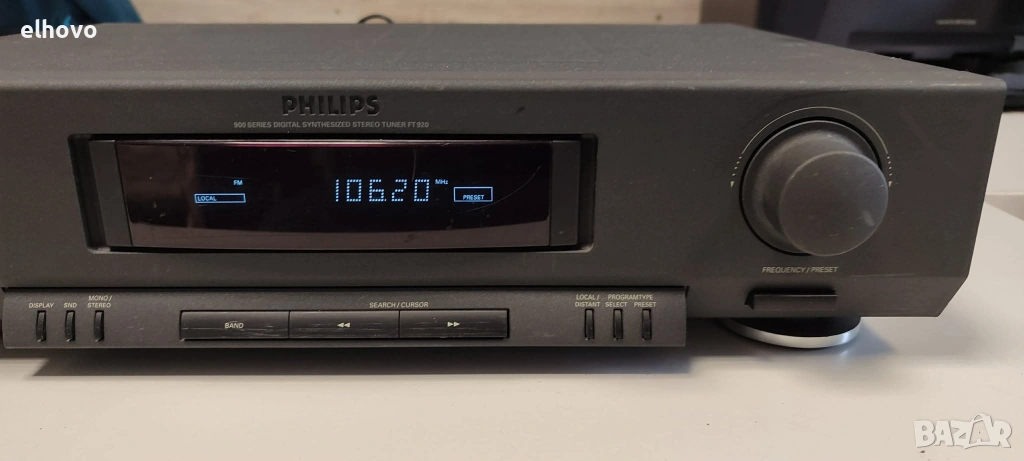 elhovo
PHILIPS
900 SERIES DIGITAL SYNTHESIZED STEREO TUNER FT 920
FM
LOCAL
106.20 MHz
PRESET
FREQUENCY / PRESET
DISPLAY
SND
MONO /
STEREO
SEARCH / CURSOR
BAND
LOCAL /
DISTANT
PROGRAMTYPE
SELECT PRESET
BAZAR